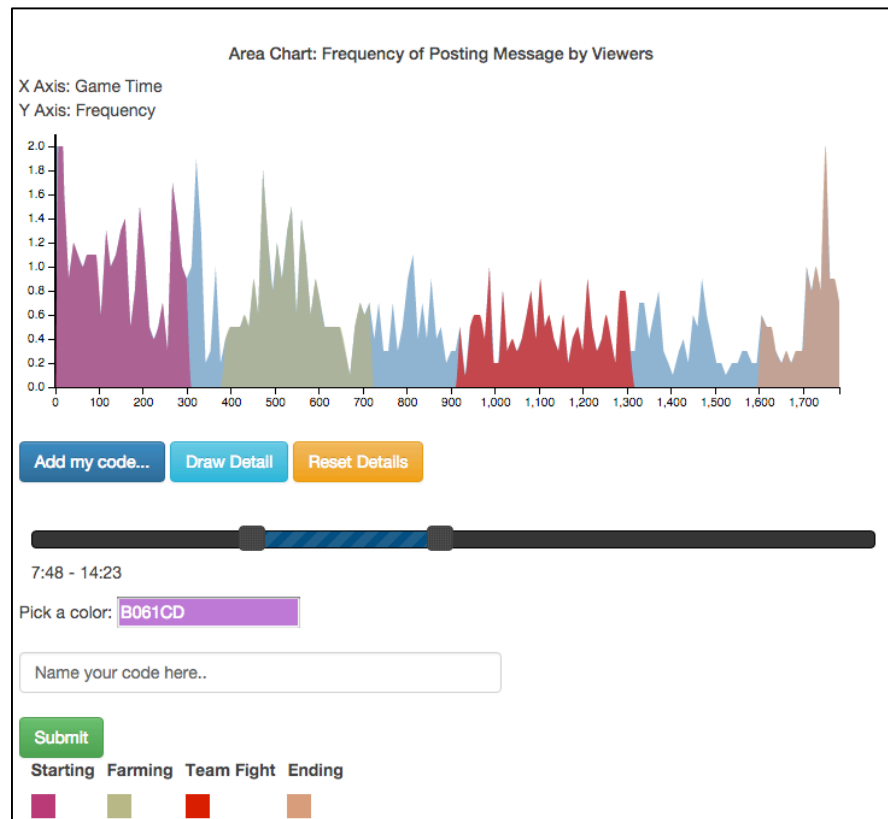 Area Chart: Frequency of Posting Message by Viewers
X Axis: Game Time
Y Axis: Frequency
2.0
1.8
1.6
1.4
1.2
1.0
0.8
0.6
0.4
0.2
0.0
0 100 200 300 400 500 600 700 800 900 1,000 1,100 1,200 1,300 1,400 1,500 1,600 1,700
Add my code... Draw Detail Reset Details
7:48 - 14:23
Pick a color: B061CD
Name your code here..
Submit
Starting Farming Team Fight Ending